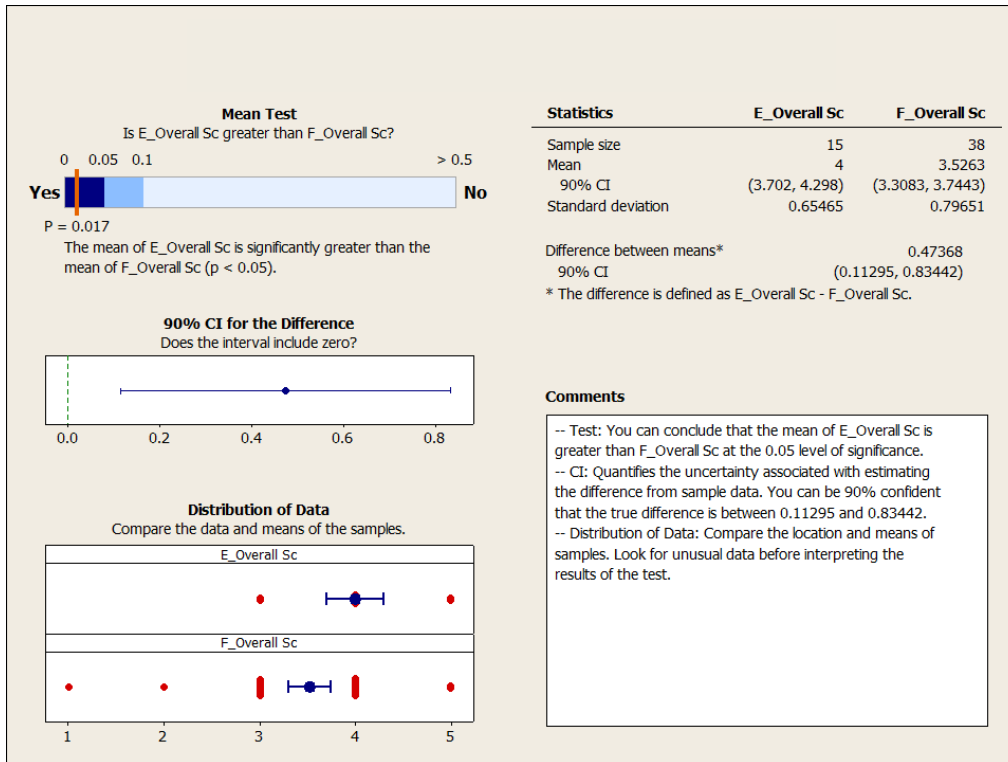 Mean Test
Is E_Overall Sc greater than F_Overall Sc?
0 0.05 0.1 > 0.5
Yes No
P = 0.017
The mean of E_Overall Sc is significantly greater than the
mean of F_Overall Sc (p < 0.05).
90% CI for the Difference
Does the interval include zero?
0.0 0.2 0.4 0.6 0.8
Distribution of Data
Compare the data and means of the samples.
E_Overall Sc
F_Overall Sc
1 2 3 4 5
Statistics E_Overall Sc F_Overall Sc
Sample size 15 38
Mean 4 3.5263
90% CI (3.702, 4.298) (3.3083, 3.7443)
Standard deviation 0.65465 0.79651
Difference between means* 0.47368
90% CI (0.11295, 0.83442)
* The difference is defined as E_Overall Sc - F_Overall Sc.
Comments
-- Test: You can conclude that the mean of E_Overall Sc is
greater than F_Overall Sc at the 0.05 level of significance.
-- CI: Quantifies the uncertainty associated with estimating
the difference from sample data. You can be 90% confident
that the true difference is between 0.11295 and 0.83442.
-- Distribution of Data: Compare the location and means of
samples. Look for unusual data before interpreting the
results of the test.